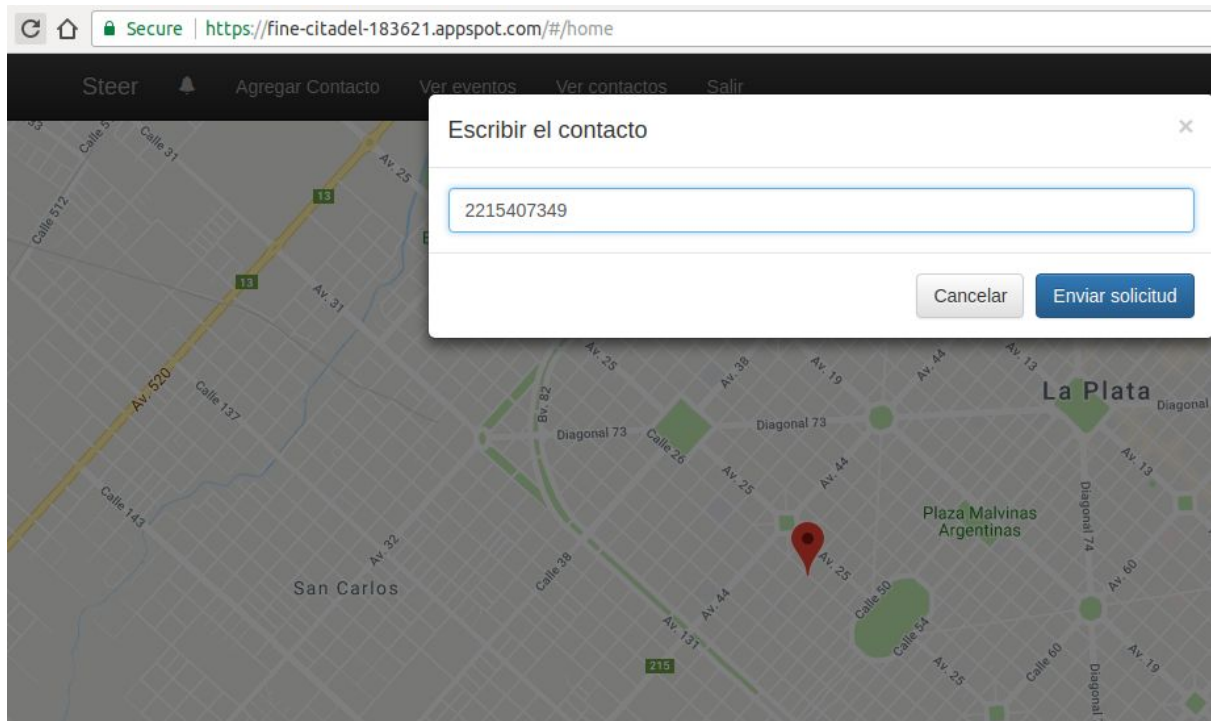 Secure | https://fine-citadel-183621.appspot.com/#/home
Steer Agregar Contacto Ver eventos Ver contactos Salir
Escribir el contacto ×
2215407349
Cancelar Enviar solicitud
33
Calle 31
Av. 25
Calle 512
13
13
Av. 31
Av. 520
Calle 137
Calle 143
Av. 32
San Carlos
Bv. 82
Diagonal 73
Calle 26
Av. 25
Av. 38
Av. 19
Av. 44
Av. 13
La Plata
Diagonal
Diagonal 73
Av. 25
Av. 44
Av. 13
Plaza Malvinas
Argentinas
Diagonal 74
Av. 60
Calle 38
Av. 25
Av. 44
Calle 50
Calle 54
Av. 131
215
Av. 25
Calle 60
Av. 19
Diagonal